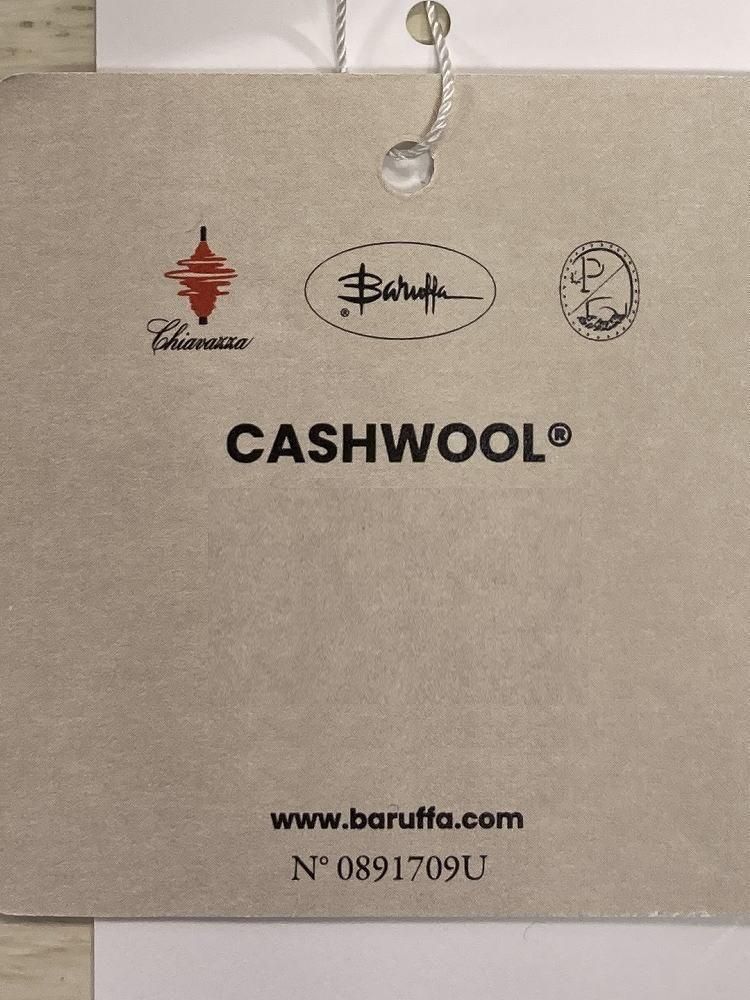 Chiavazza
Baruffa
®
CASHWOOL®
www.baruffa.com
N° 0891709U